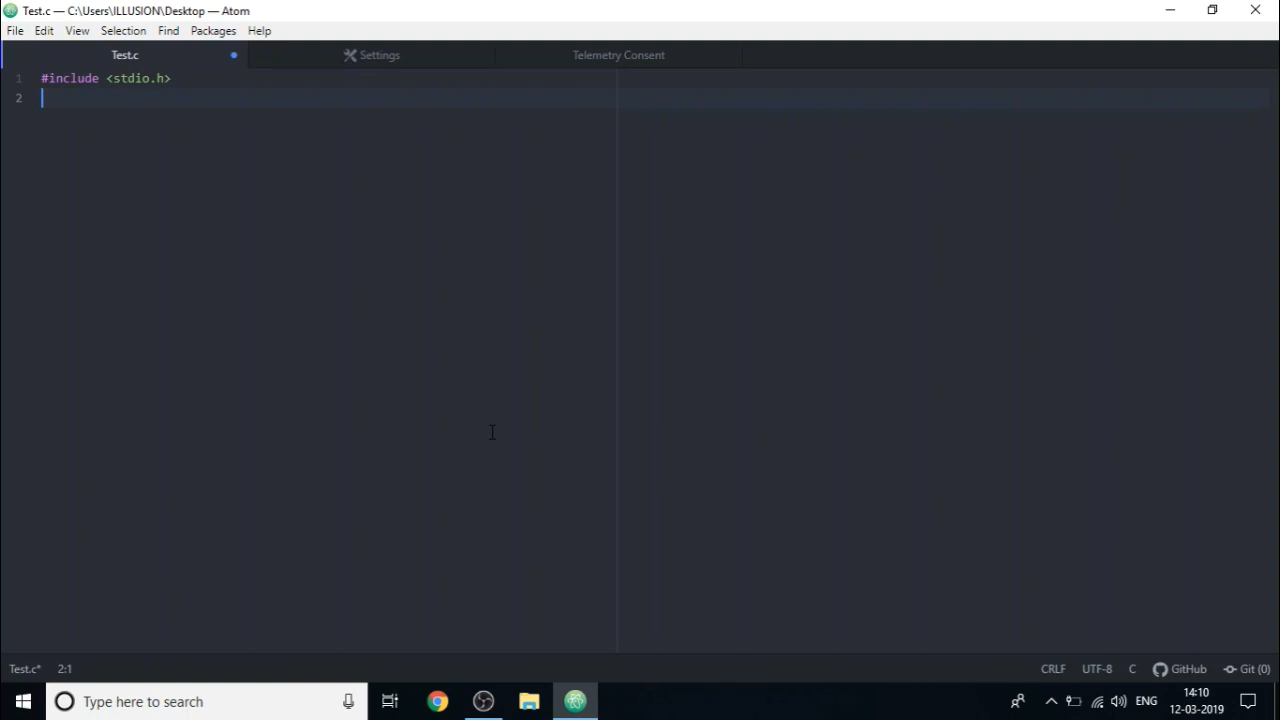 Test.c — C:\Users\ILLUSION\Desktop — Atom
File Edit View Selection Find Packages Help
Test.c Settings Telemetry Consent
1 #include <stdio.h>
2
Test.c* 2:1 CRLF UTF-8 C GitHub Git (0)
Type here to search ENG 14:10
12-03-2019